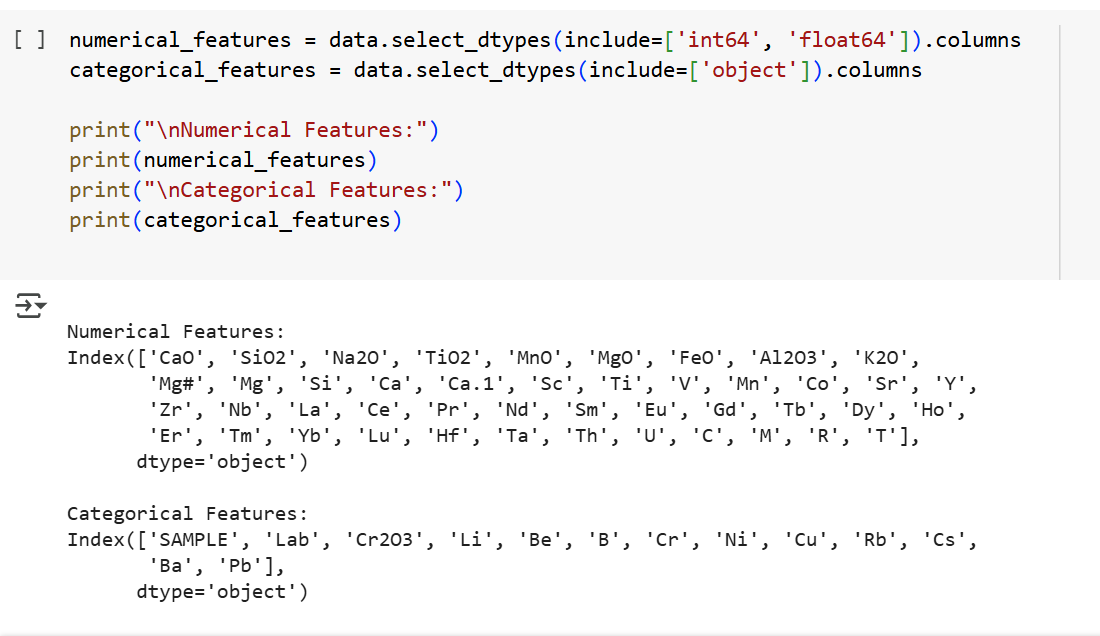 [ ] numerical_features = data.select_dtypes(include=['int64', 'float64']).columns
categorical_features = data.select_dtypes(include=['object']).columns
print("\nNumerical Features:")
print(numerical_features)
print("\nCategorical Features:")
print(categorical_features)
Numerical Features:
Index(['CaO', 'SiO2', 'Na2O', 'TiO2', 'MnO', 'MgO', 'FeO', 'Al2O3', 'K2O',
'Mg#', 'Mg', 'Si', 'Ca', 'Ca.1', 'Sc', 'Ti', 'V', 'Mn', 'Co', 'Sr', 'Y',
'Zr', 'Nb', 'La', 'Ce', 'Pr', 'Nd', 'Sm', 'Eu', 'Gd', 'Tb', 'Dy', 'Ho',
'Er', 'Tm', 'Yb', 'Lu', 'Hf', 'Ta', 'Th', 'U', 'C', 'M', 'R', 'T'],
dtype='object')
Categorical Features:
Index(['SAMPLE', 'Lab', 'Cr2O3', 'Li', 'Be', 'B', 'Cr', 'Ni', 'Cu', 'Rb', 'Cs',
'Ba', 'Pb'],
dtype='object')